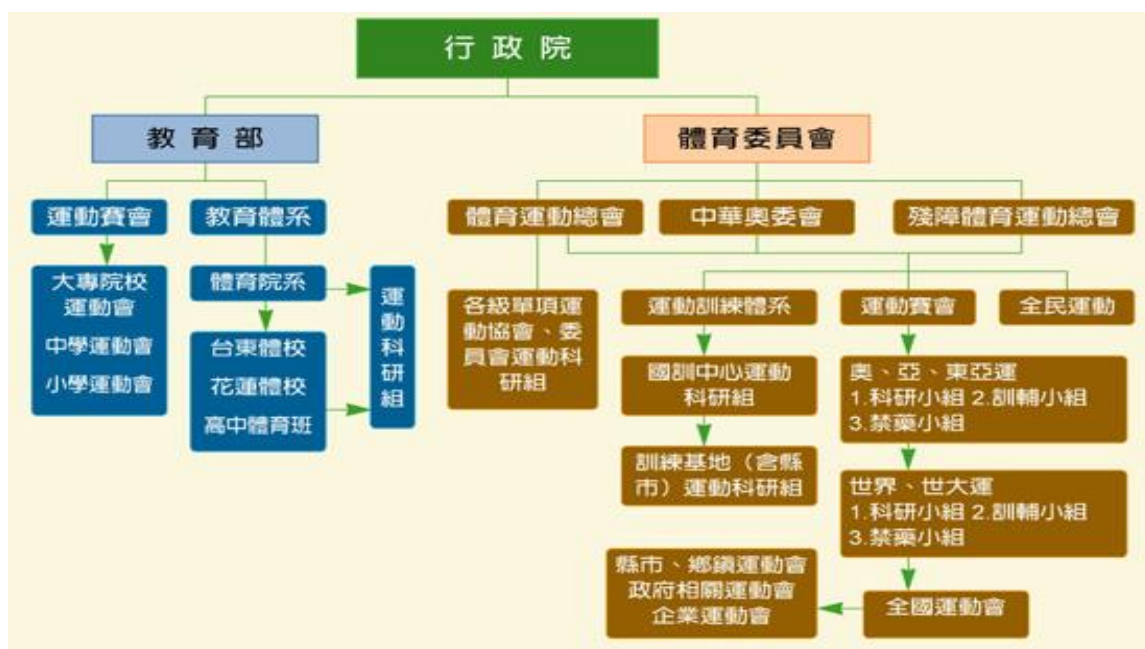 行政院
教育部
體育委員會
運動賽會
教育體系
體育運動總會
中華奧委會
殘障體育運動總會
大專院校
運動會
中學運動會
小學運動會
體育院系
台東體校
花蓮體校
高中體育班
運動科研組
各級單項運
動協會、委
員會運動科
研組
運動訓練體系
運動賽會
全民運動
國訓中心運動
科研組
訓練基地（含縣
市）運動科研組
奧、亞、東亞運
1.科研小組 2.訓輔小組
3.禁藥小組
世界、世大運
1.科研小組 2.訓輔小組
3.禁藥小組
縣市、鄉鎮運動會
政府相關運動會
企業運動會
全國運動會